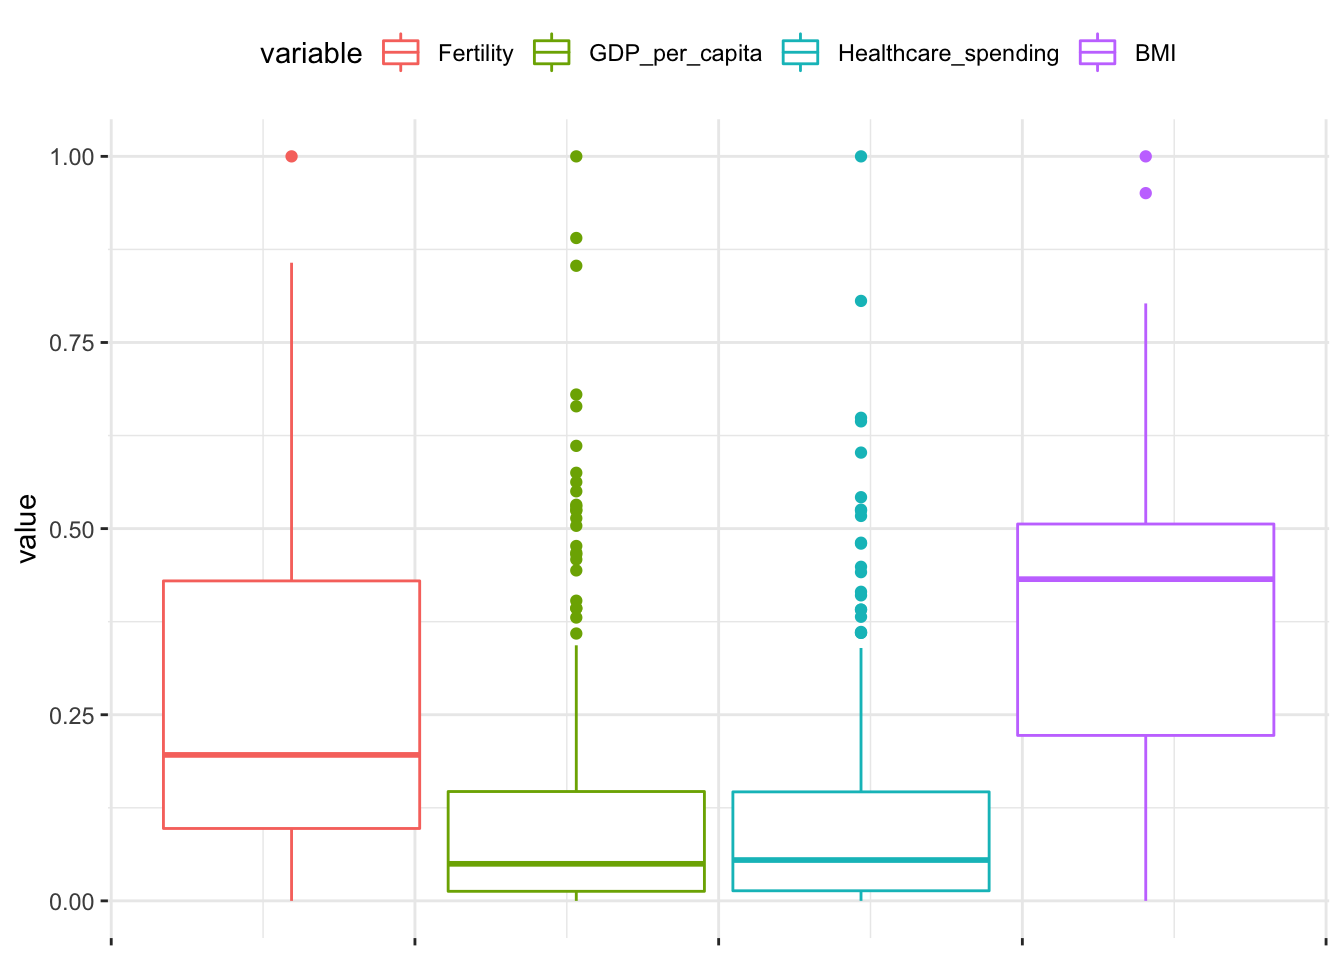 variable Fertility GDP_per_capita Healthcare_spending BMI
1.00
0.75
0.50
0.25
0.00
value